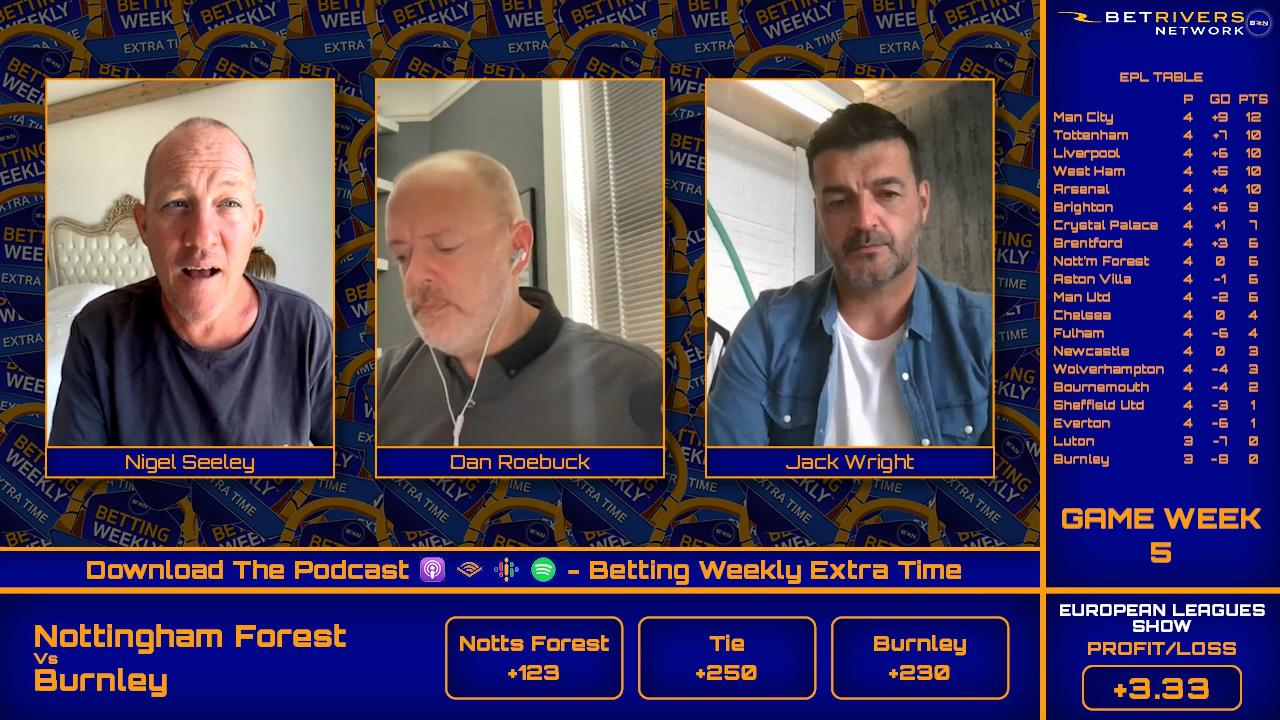 BETRIVERS
NETWORK
BRN
EPL TABLE
P GD PTS
Man City 4 +9 12
Tottenham 4 +7 10
Liverpool 4 +6 10
West Ham 4 +5 10
Arsenal 4 +4 10
Brighton 4 +6 9
Crystal Palace 4 +1 7
Brentford 4 +3 6
Nott'm Forest 4 0 6
Aston Villa 4 -1 6
Man Utd 4 -2 6
Chelsea 4 0 4
Fulham 4 -6 4
Newcastle 4 0 3
Wolverhampton 4 -4 3
Bournemouth 4 -4 2
Sheffield Utd 4 -3 1
Everton 4 -6 1
Luton 3 -7 0
Burnley 3 -8 0
GAME WEEK
5
Nigel Seeley
Dan Roebuck
Jack Wright
Download The Podcast - Betting Weekly Extra Time
Nottingham Forest
Vs
Burnley
Notts Forest
+123
Tie
+250
Burnley
+230
EUROPEAN LEAGUES
SHOW
PROFIT/LOSS
+3.33
BETTING
WEEKLY
EXTRA TIME